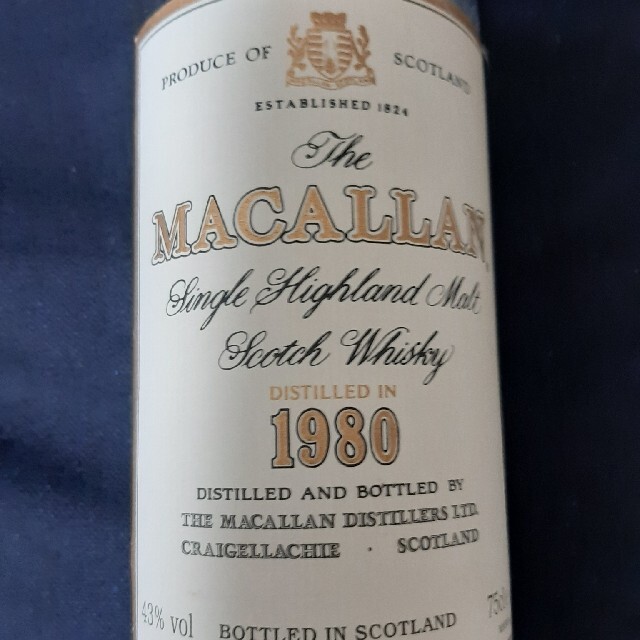 PRODUCE OF SCOTLAND
ESTABLISHED 1824
The
MACALLAN
Single Highland Malt
Scotch Whisky
DISTILLED IN
1980
DISTILLED AND BOTTLED BY
THE MACALLAN DISTILLERS LTD.
CRAIGELLACHIE · SCOTLAND
43% vol BOTTLED IN SCOTLAND